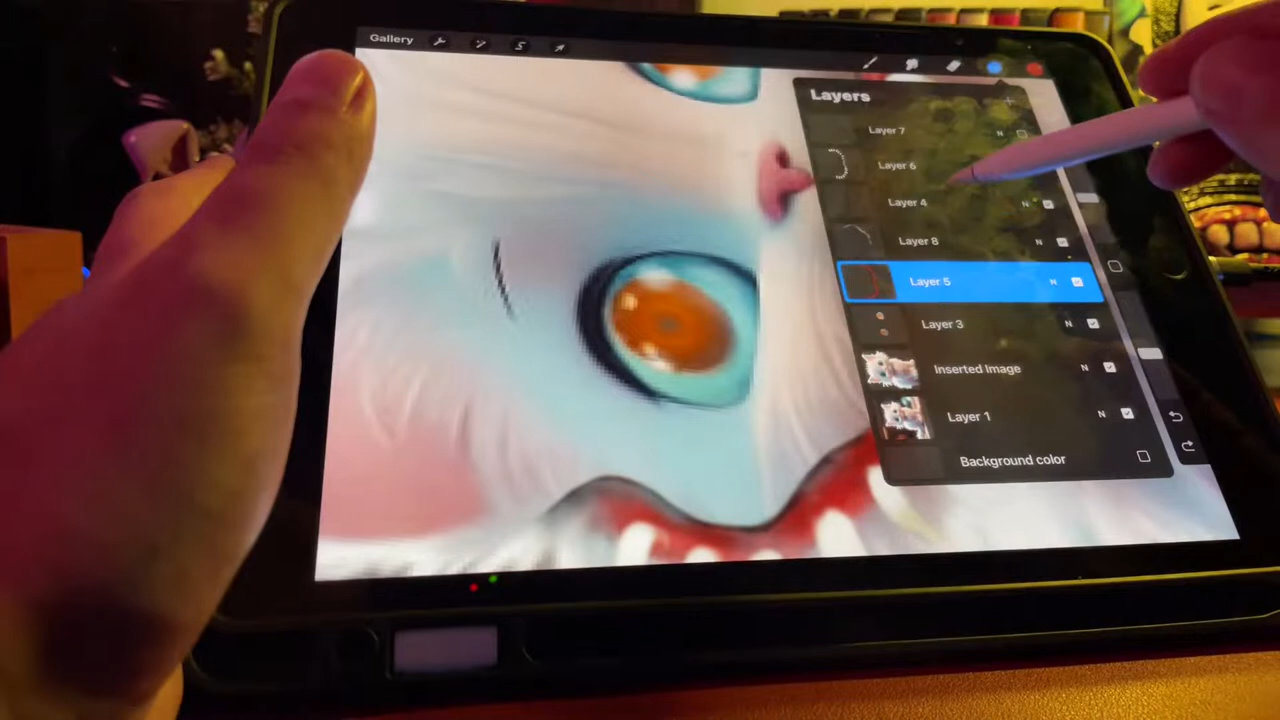 Gallery
Layers
Layer 7 N
Layer 6
Layer 4 N
Layer 8 N
Layer 5 N
Layer 3 N
Inserted Image N
Layer 1 N
Background color